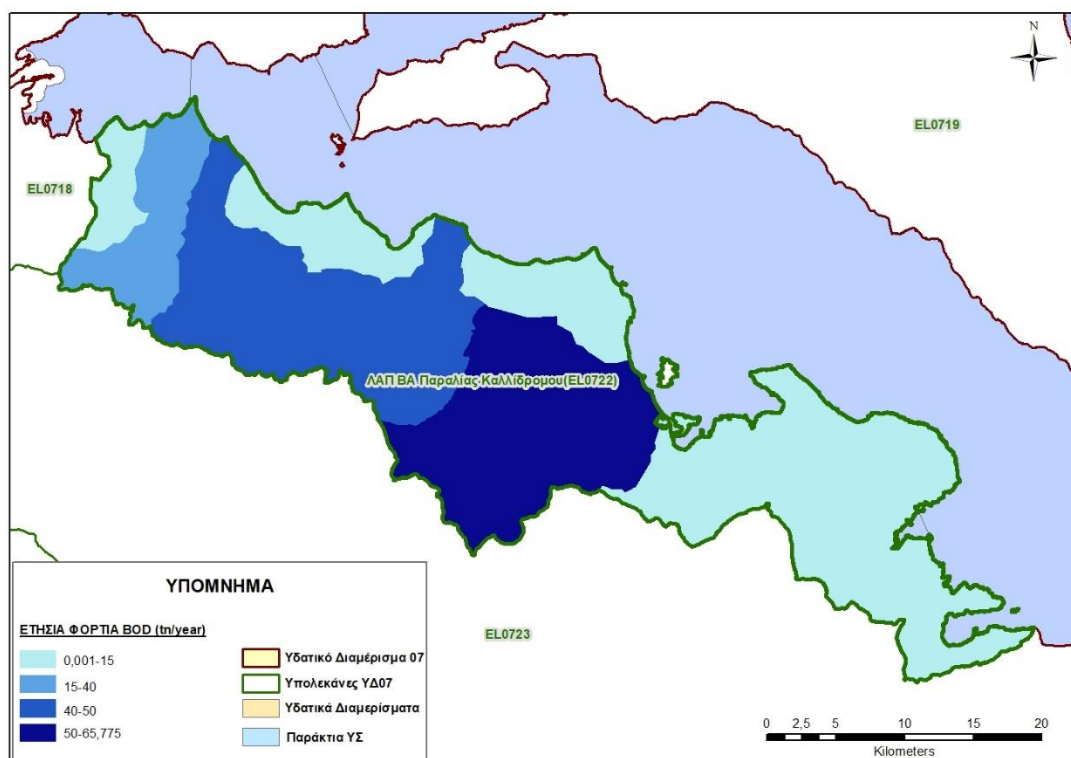 N
EL0719
EL0718
ΛΑΠ ΒΑ Παραλίας Καλλίδρομου(EL0722)
EL0723
ΥΠΟΜΝΗΜΑ
ΕΤΗΣΙΑ ΦΟΡΤΙΑ BOD (tn/year)
0,001-15
15-40
40-50
50-65,775
Υδατικό Διαμέρισμα 07
Υπολεκάνες ΥΔ07
Υδατικά Διαμερίσματα
Παράκτια ΥΣ
0 2,5 5 10 15 20
Kilometers